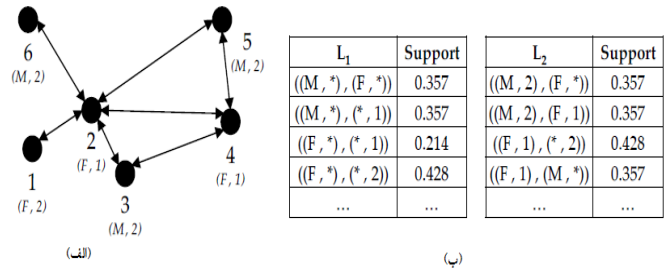 6
(M, 2)
5
(M, 2)
2
(F, 1)
4
(F, 1)
1
(F, 2)
3
(M, 2)
(الف)
L1 Support
((M , *) , (F , *)) 0.357
((M , *) , (* , 1)) 0.357
((F , *) , (* , 1)) 0.214
((F , *) , (* , 2)) 0.428
... ...
L2 Support
((M, 2) , (F , *)) 0.357
((M, 2) , (F, 1)) 0.357
((F , 1) , (* , 2)) 0.428
((F , 1) , (M , *)) 0.357
... ...
(ب)